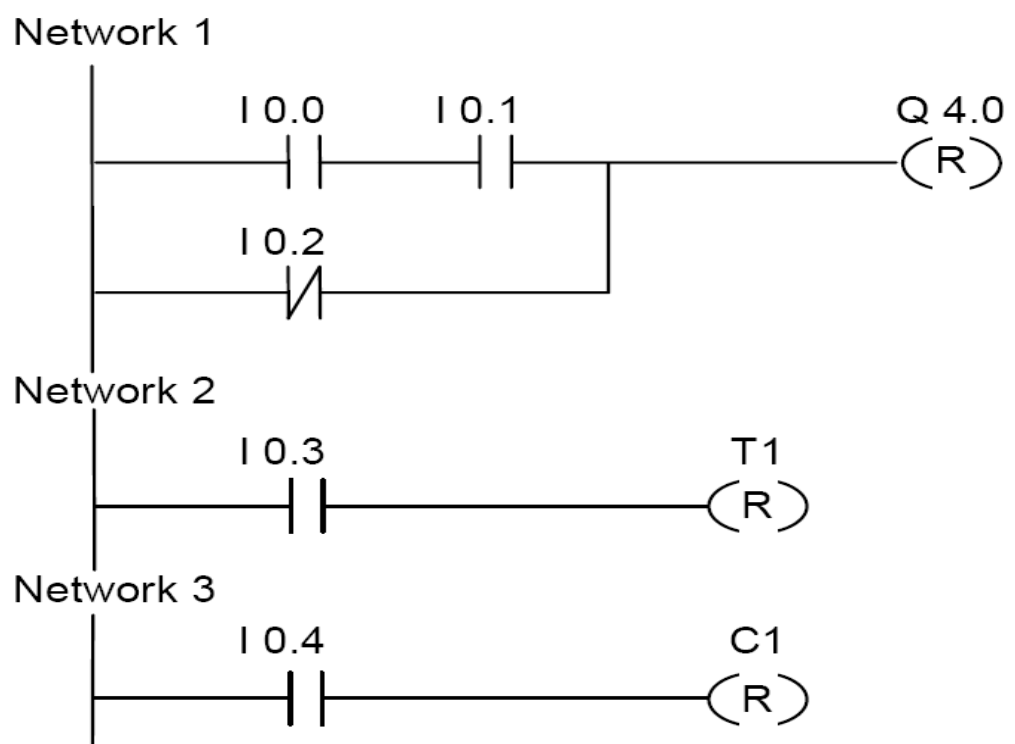 Network 1
I 0.0 I 0.1 Q 4.0
R
I 0.2
Network 2
I 0.3 T1
R
Network 3
I 0.4 C1
R